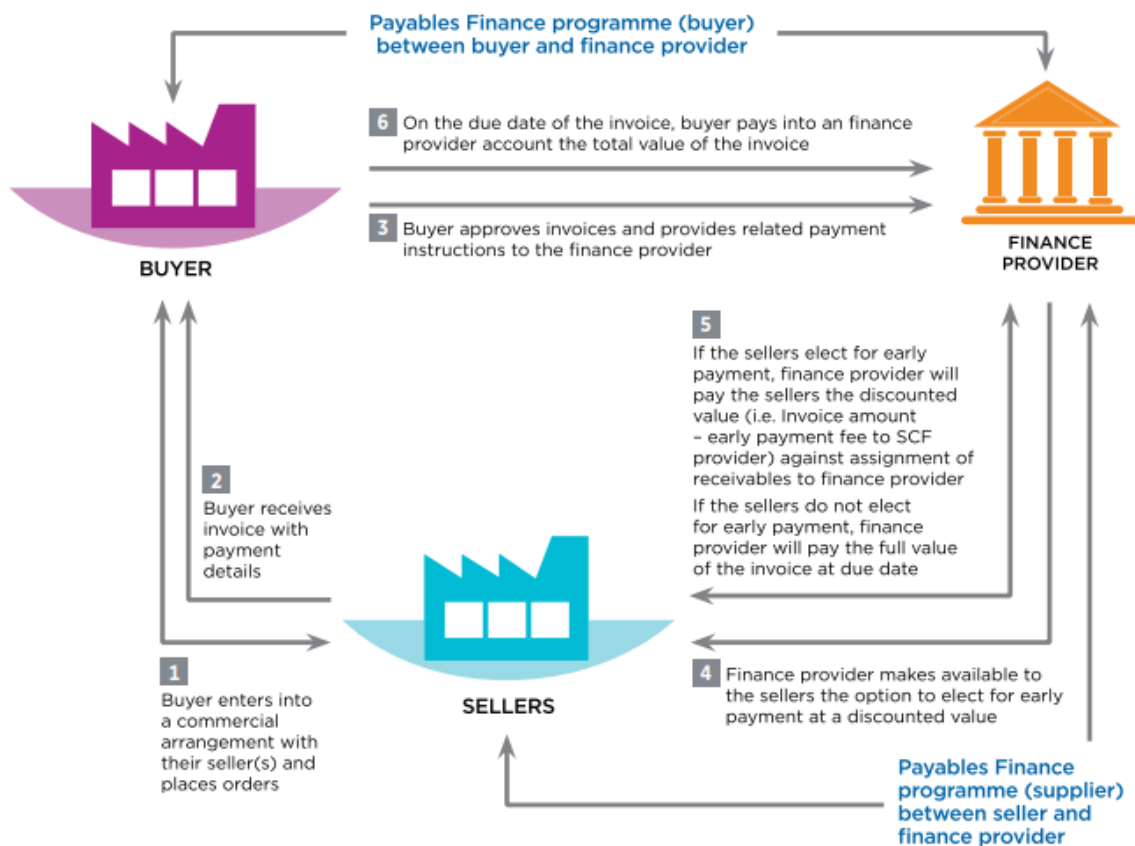 Payables Finance programme (buyer)
between buyer and finance provider
6 On the due date of the invoice, buyer pays into an finance
provider account the total value of the invoice
3 Buyer approves invoices and provides related payment
instructions to the finance provider
BUYER
FINANCE
PROVIDER
5
If the sellers elect for early
payment, finance provider will
pay the sellers the discounted
value (i.e. Invoice amount
– early payment fee to SCF
provider) against assignment of
receivables to finance provider
If the sellers do not elect
for early payment, finance
provider will pay the full value
of the invoice at due date
2
Buyer receives
invoice with
payment
details
1
Buyer enters into
a commercial
arrangement with
their seller(s) and
places orders
SELLERS
4 Finance provider makes available to
the sellers the option to elect for early
payment at a discounted value
Payables Finance
programme (supplier)
between seller and
finance provider